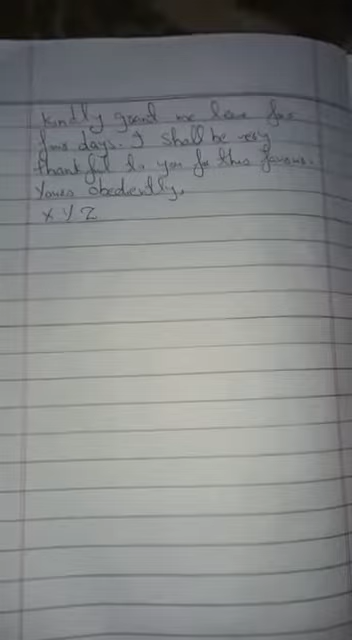 Kindly grant me leave for
two days. I shall be very
thankful to you for this favour.
Yours obediently,
X Y Z